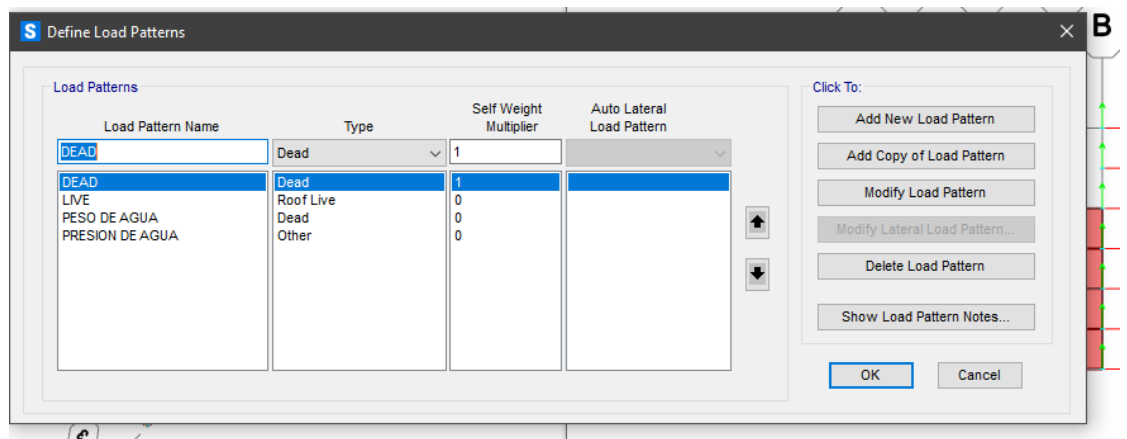 S Define Load Patterns
B
Load Patterns
Click To:
Load Pattern Name Type Self Weight Multiplier Auto Lateral Load Pattern
DEAD Dead 1
DEAD Dead 1
LIVE Roof Live 0
PESO DE AGUA Dead 0
PRESION DE AGUA Other 0
Add New Load Pattern
Add Copy of Load Pattern
Modify Load Pattern
Modify Lateral Load Pattern...
Delete Load Pattern
Show Load Pattern Notes...
OK Cancel